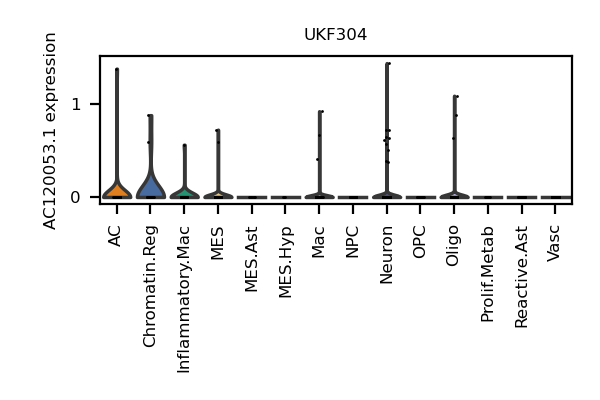 UKF304
AC120053.1 expression
1
0
AC
Chromatin.Reg
Inflammatory.Mac
MES
MES.Ast
MES.Hyp
Mac
NPC
Neuron
OPC
Oligo
Prolif.Metab
Reactive.Ast
Vasc